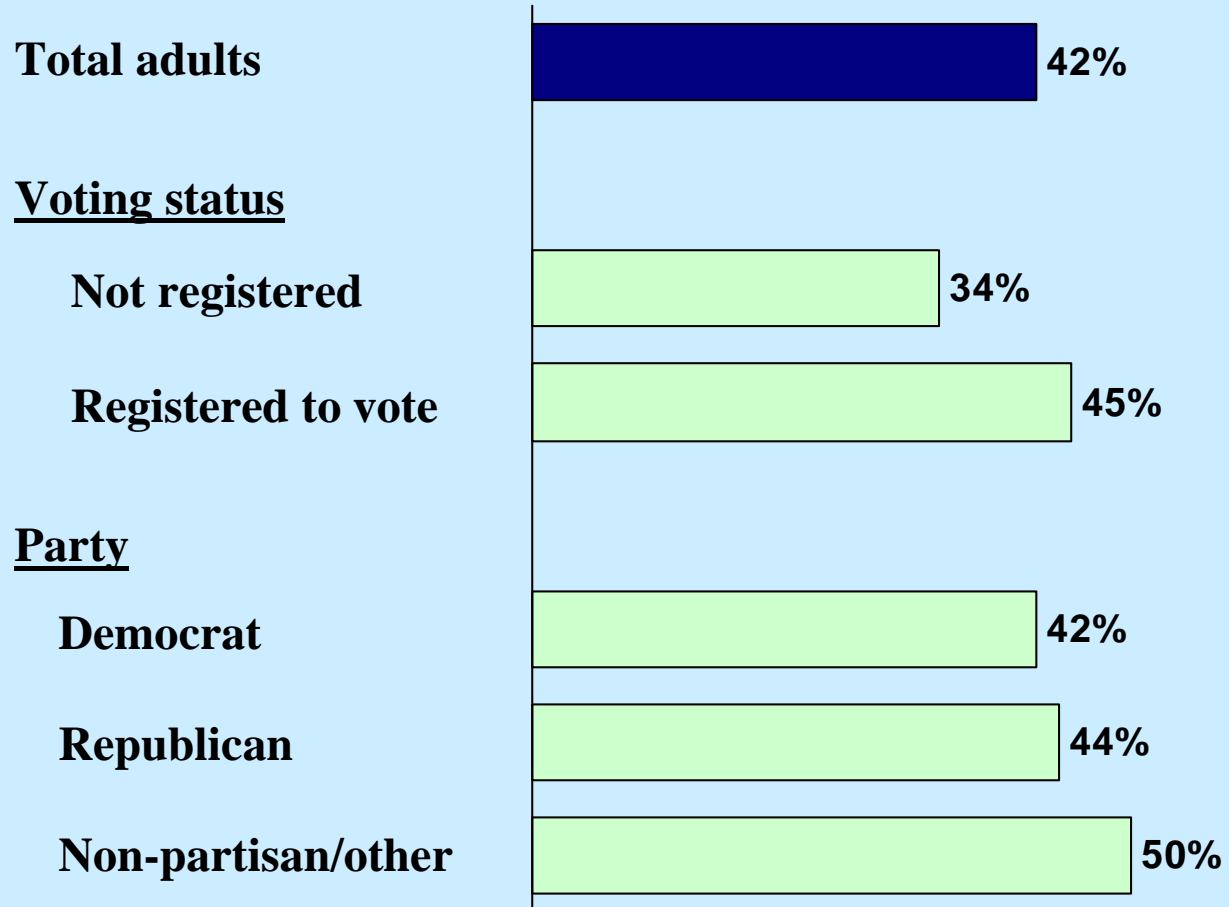 Total adults 42%
Voting status
Not registered 34%
Registered to vote 45%
Party
Democrat 42%
Republican 44%
Non-partisan/other 50%